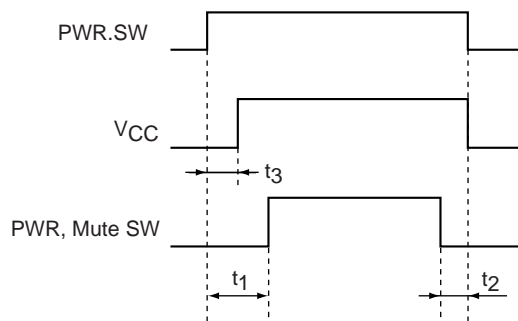 PWR.SW
VCC
t3
PWR, Mute SW
t1
t2